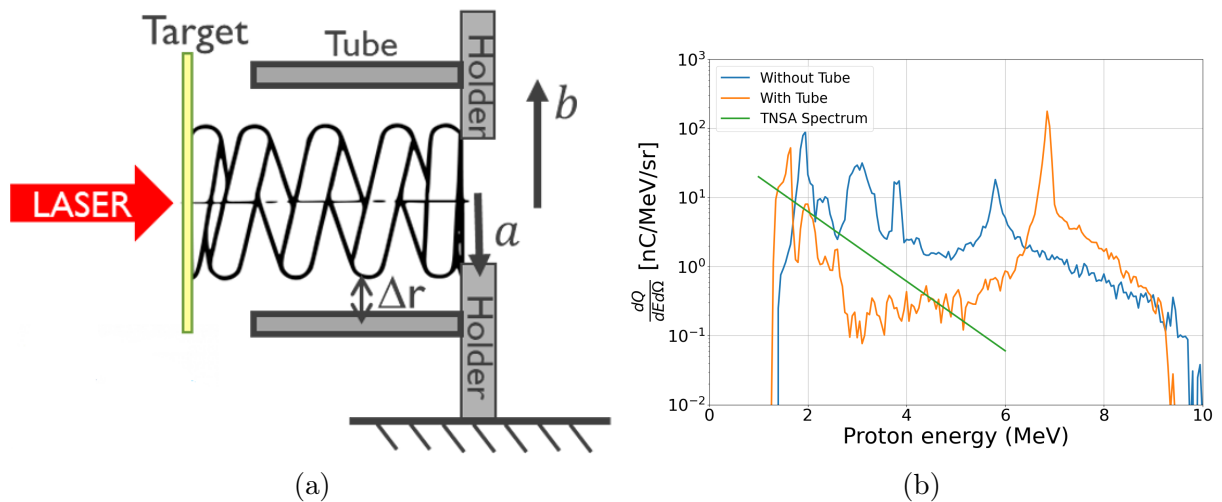 Target
Tube
Holder
b
LASER
a
Δr
Holder
(a)
dQ/dEdΩ [nC/MeV/sr]
10³
10²
10¹
10⁰
10⁻¹
10⁻²
Without Tube
With Tube
TNSA Spectrum
0 2 4 6 8 10
Proton energy (MeV)
(b)